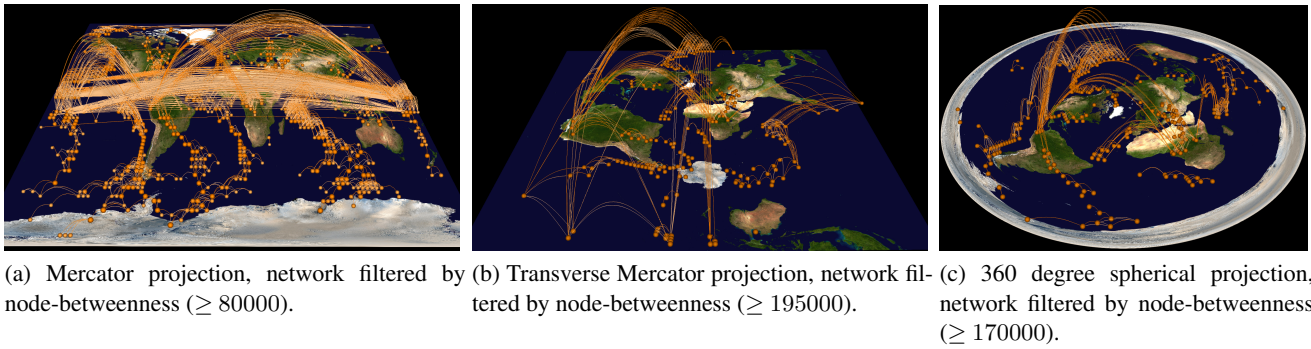 (a) Mercator projection, network filtered by
node-betweenness (≥ 80000).
(b) Transverse Mercator projection, network fil-
tered by node-betweenness (≥ 195000).
(c) 360 degree spherical projection,
network filtered by node-betweenness
(≥ 170000).